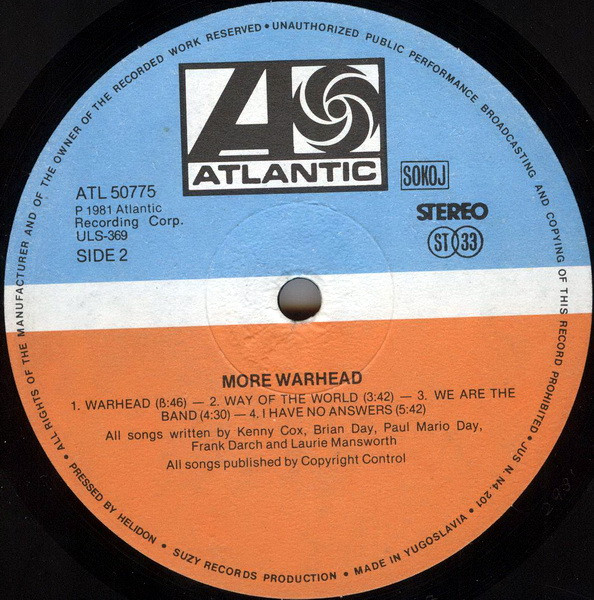 ATLANTIC
SOKOJ
ATL 50775
P 1981 Atlantic
Recording Corp.
ULS-369
SIDE 2
STEREO
ST 33
MORE WARHEAD
1. WARHEAD (ß:46) — 2. WAY OF THE WORLD (3:42) — 3. WE ARE THE
BAND (4:30) — 4. I HAVE NO ANSWERS (5:42)
All songs written by Kenny Cox, Brian Day, Paul Mario Day,
Frank Darch and Laurie Mansworth
All songs published by Copyright Control
ALL RIGHTS OF THE MANUFACTURER AND OF THE OWNER OF THE RECORDED WORK RESERVED • UNAUTHORIZED PUBLIC PERFORMANCE BROADCASTING AND COPYING OF THIS RECORD PROHIBITED • JUS N N4 201
• PRESSED BY HELIDON • SUZY RECORDS PRODUCTION • MADE IN YUGOSLAVIA •